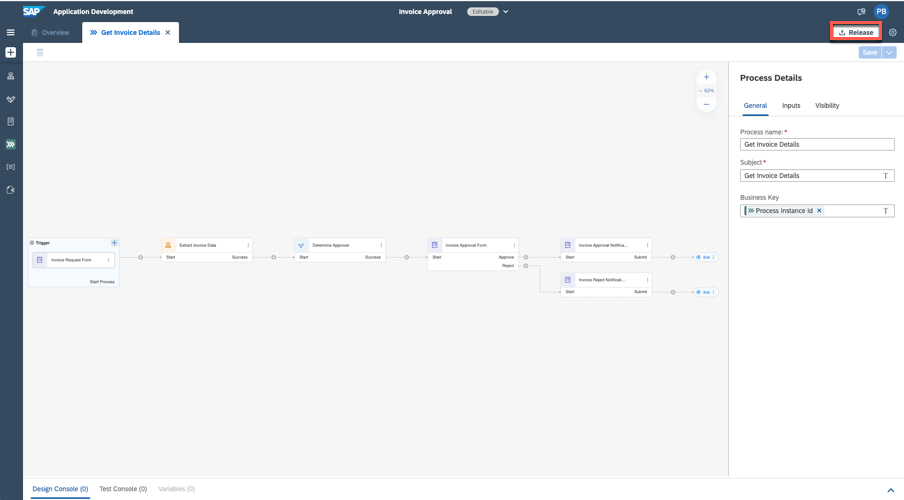 SAP Application Development Invoice Approval Editable PB
Overview Get Invoice Details Release
Save
Process Details
62%
General Inputs Visibility
Process name:*
Get Invoice Details
Subject*
Get Invoice Details T
Business Key
Process Instance Id T
Trigger
Invoice Request Form
Start Process
Extract Invoice Data
Start Success
Determine Approver
Start Success
Invoice Approval Form
Start Approve
Reject
Invoice Approval Notifica...
Start Submit
End
Invoice Reject Notificati...
Start Submit
End
Design Console (0) Test Console (0) Variables (0)